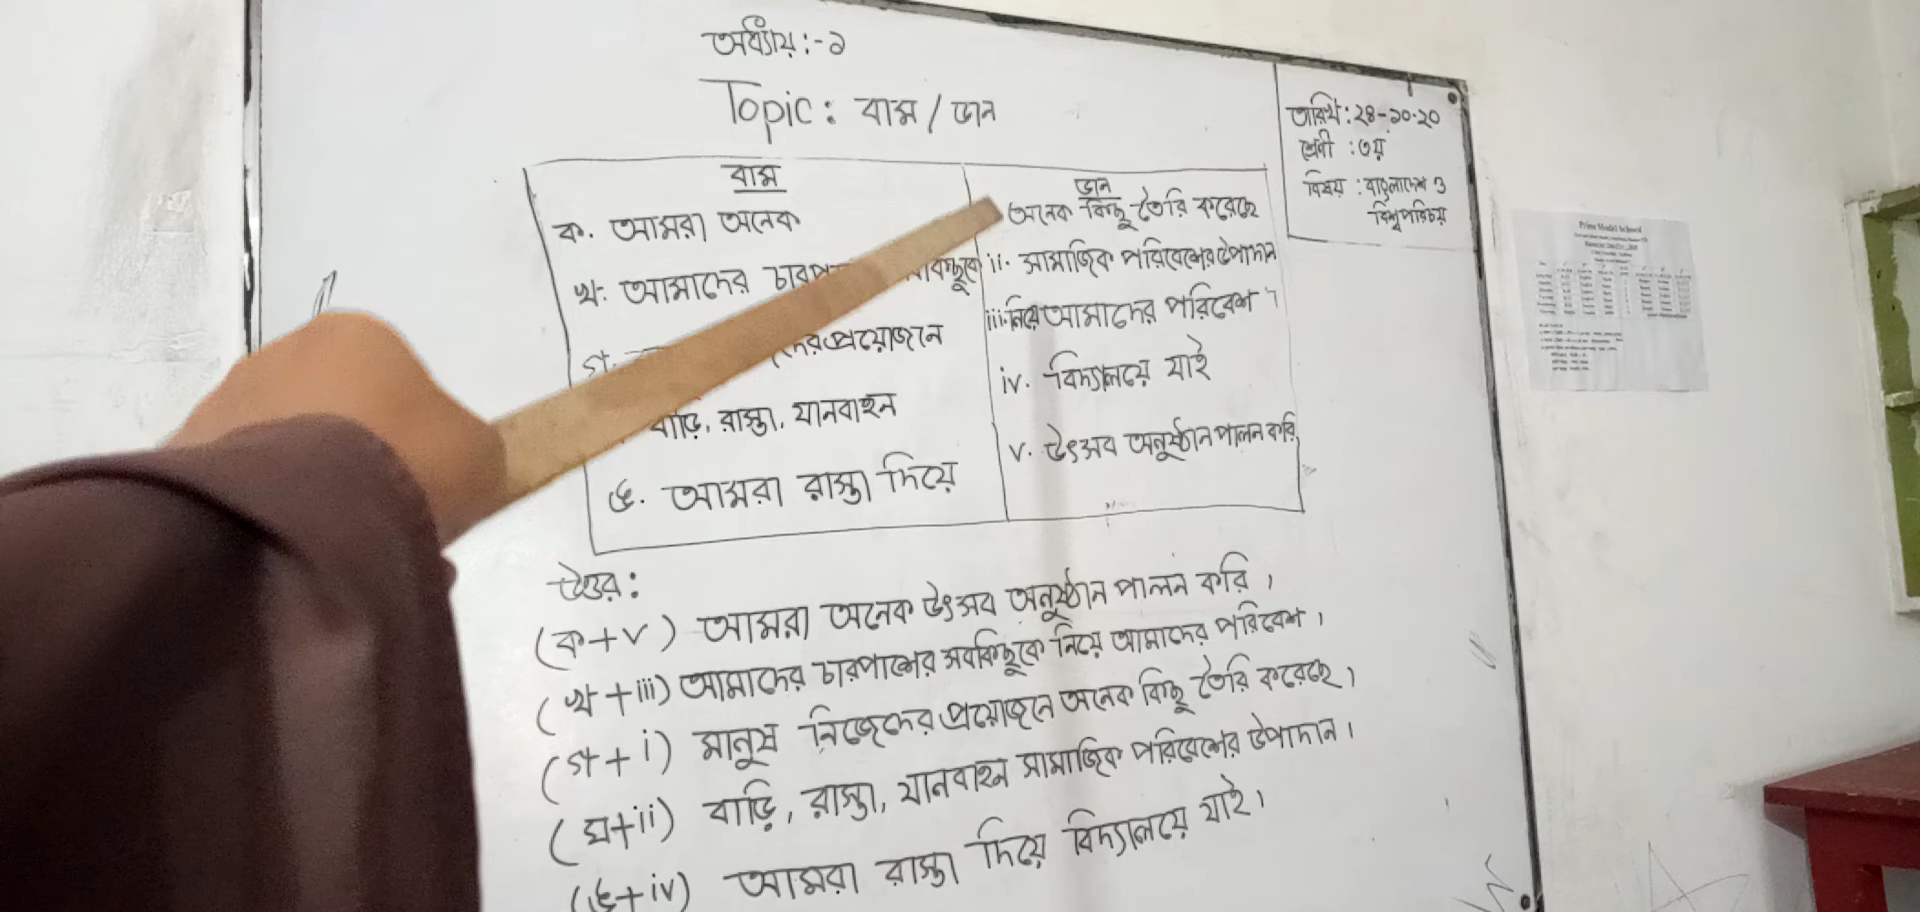 অধ্যায়:-১
Topic: বাম / ডান
তারিখ: ২৪-১০-২০
শ্রেণী : ৩য়
বিষয় : বাংলাদেশ ও
বিশ্বপরিচয়
বাম
ক. আমরা অনেক
খ. আমাদের
গ.
প্রয়োজনে
বাড়ি, রাস্তা, যানবাহন
ঙ. আমরা রাস্তা দিয়ে
ডান
অনেক কিছু তৈরি করেছে
ii. সামাজিক পরিবেশের উপাদান
iii. নিয়ে আমাদের পরিবেশ ।
iv. বিদ্যালয়ে যাই
v. উৎসব অনুষ্ঠান পালন করি
উত্তর:
(ক+v) আমরা অনেক উৎসব অনুষ্ঠান পালন করি ।
(খ+iii) আমাদের চারপাশের সবকিছুকে নিয়ে আমাদের পরিবেশ ।
(গ+i) মানুষ নিজেদের প্রয়োজনে অনেক কিছু তৈরি করেছে ।
(ঘ+ii) বাড়ি, রাস্তা, যানবাহন সামাজিক পরিবেশের উপাদান ।
(ঙ+iv) আমরা রাস্তা দিয়ে বিদ্যালয়ে যাই ।
Prime Model School